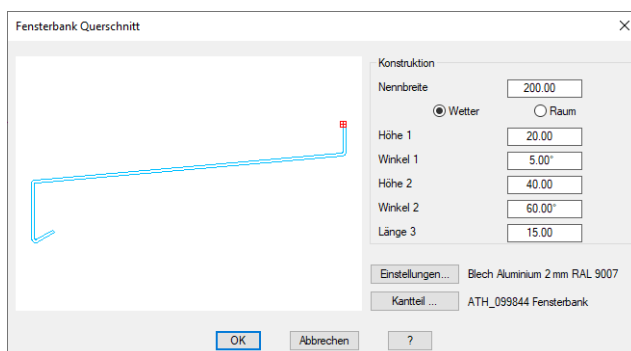 Fensterbank Querschnitt
Konstruktion
Nennbreite 200.00
Wetter Raum
Höhe 1 20.00
Winkel 1 5.00°
Höhe 2 40.00
Winkel 2 60.00°
Länge 3 15.00
Einstellungen... Blech Aluminium 2 mm RAL 9007
Kantteil ... ATH_099844 Fensterbank
OK Abbrechen ?